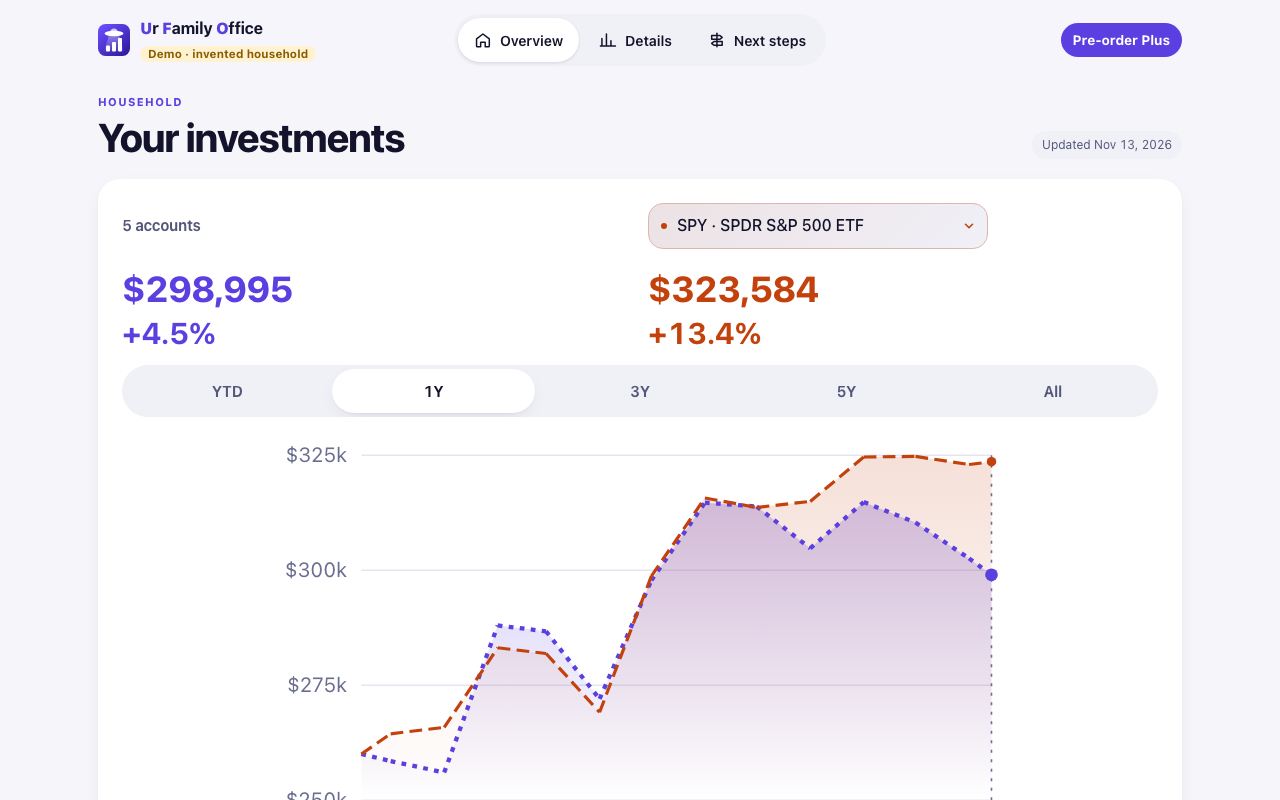 Ur Family Office
Demo · invented household
Overview
Details
Next steps
Pre-order Plus
HOUSEHOLD
Your investments
Updated Nov 13, 2026
5 accounts
SPY · SPDR S&P 500 ETF
$298,995
$323,584
+4.5%
+13.4%
YTD
1Y
3Y
5Y
All
$325k
$300k
$275k
$250k